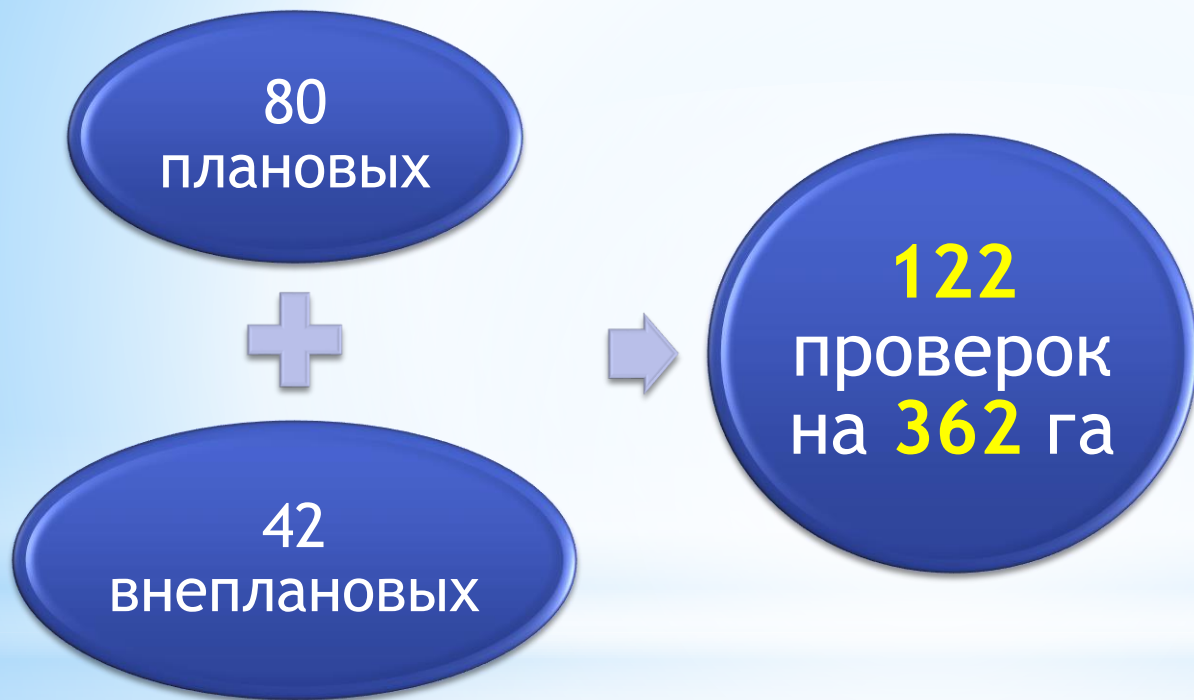 80
плановых
42
внеплановых
122
проверок
на 362 га